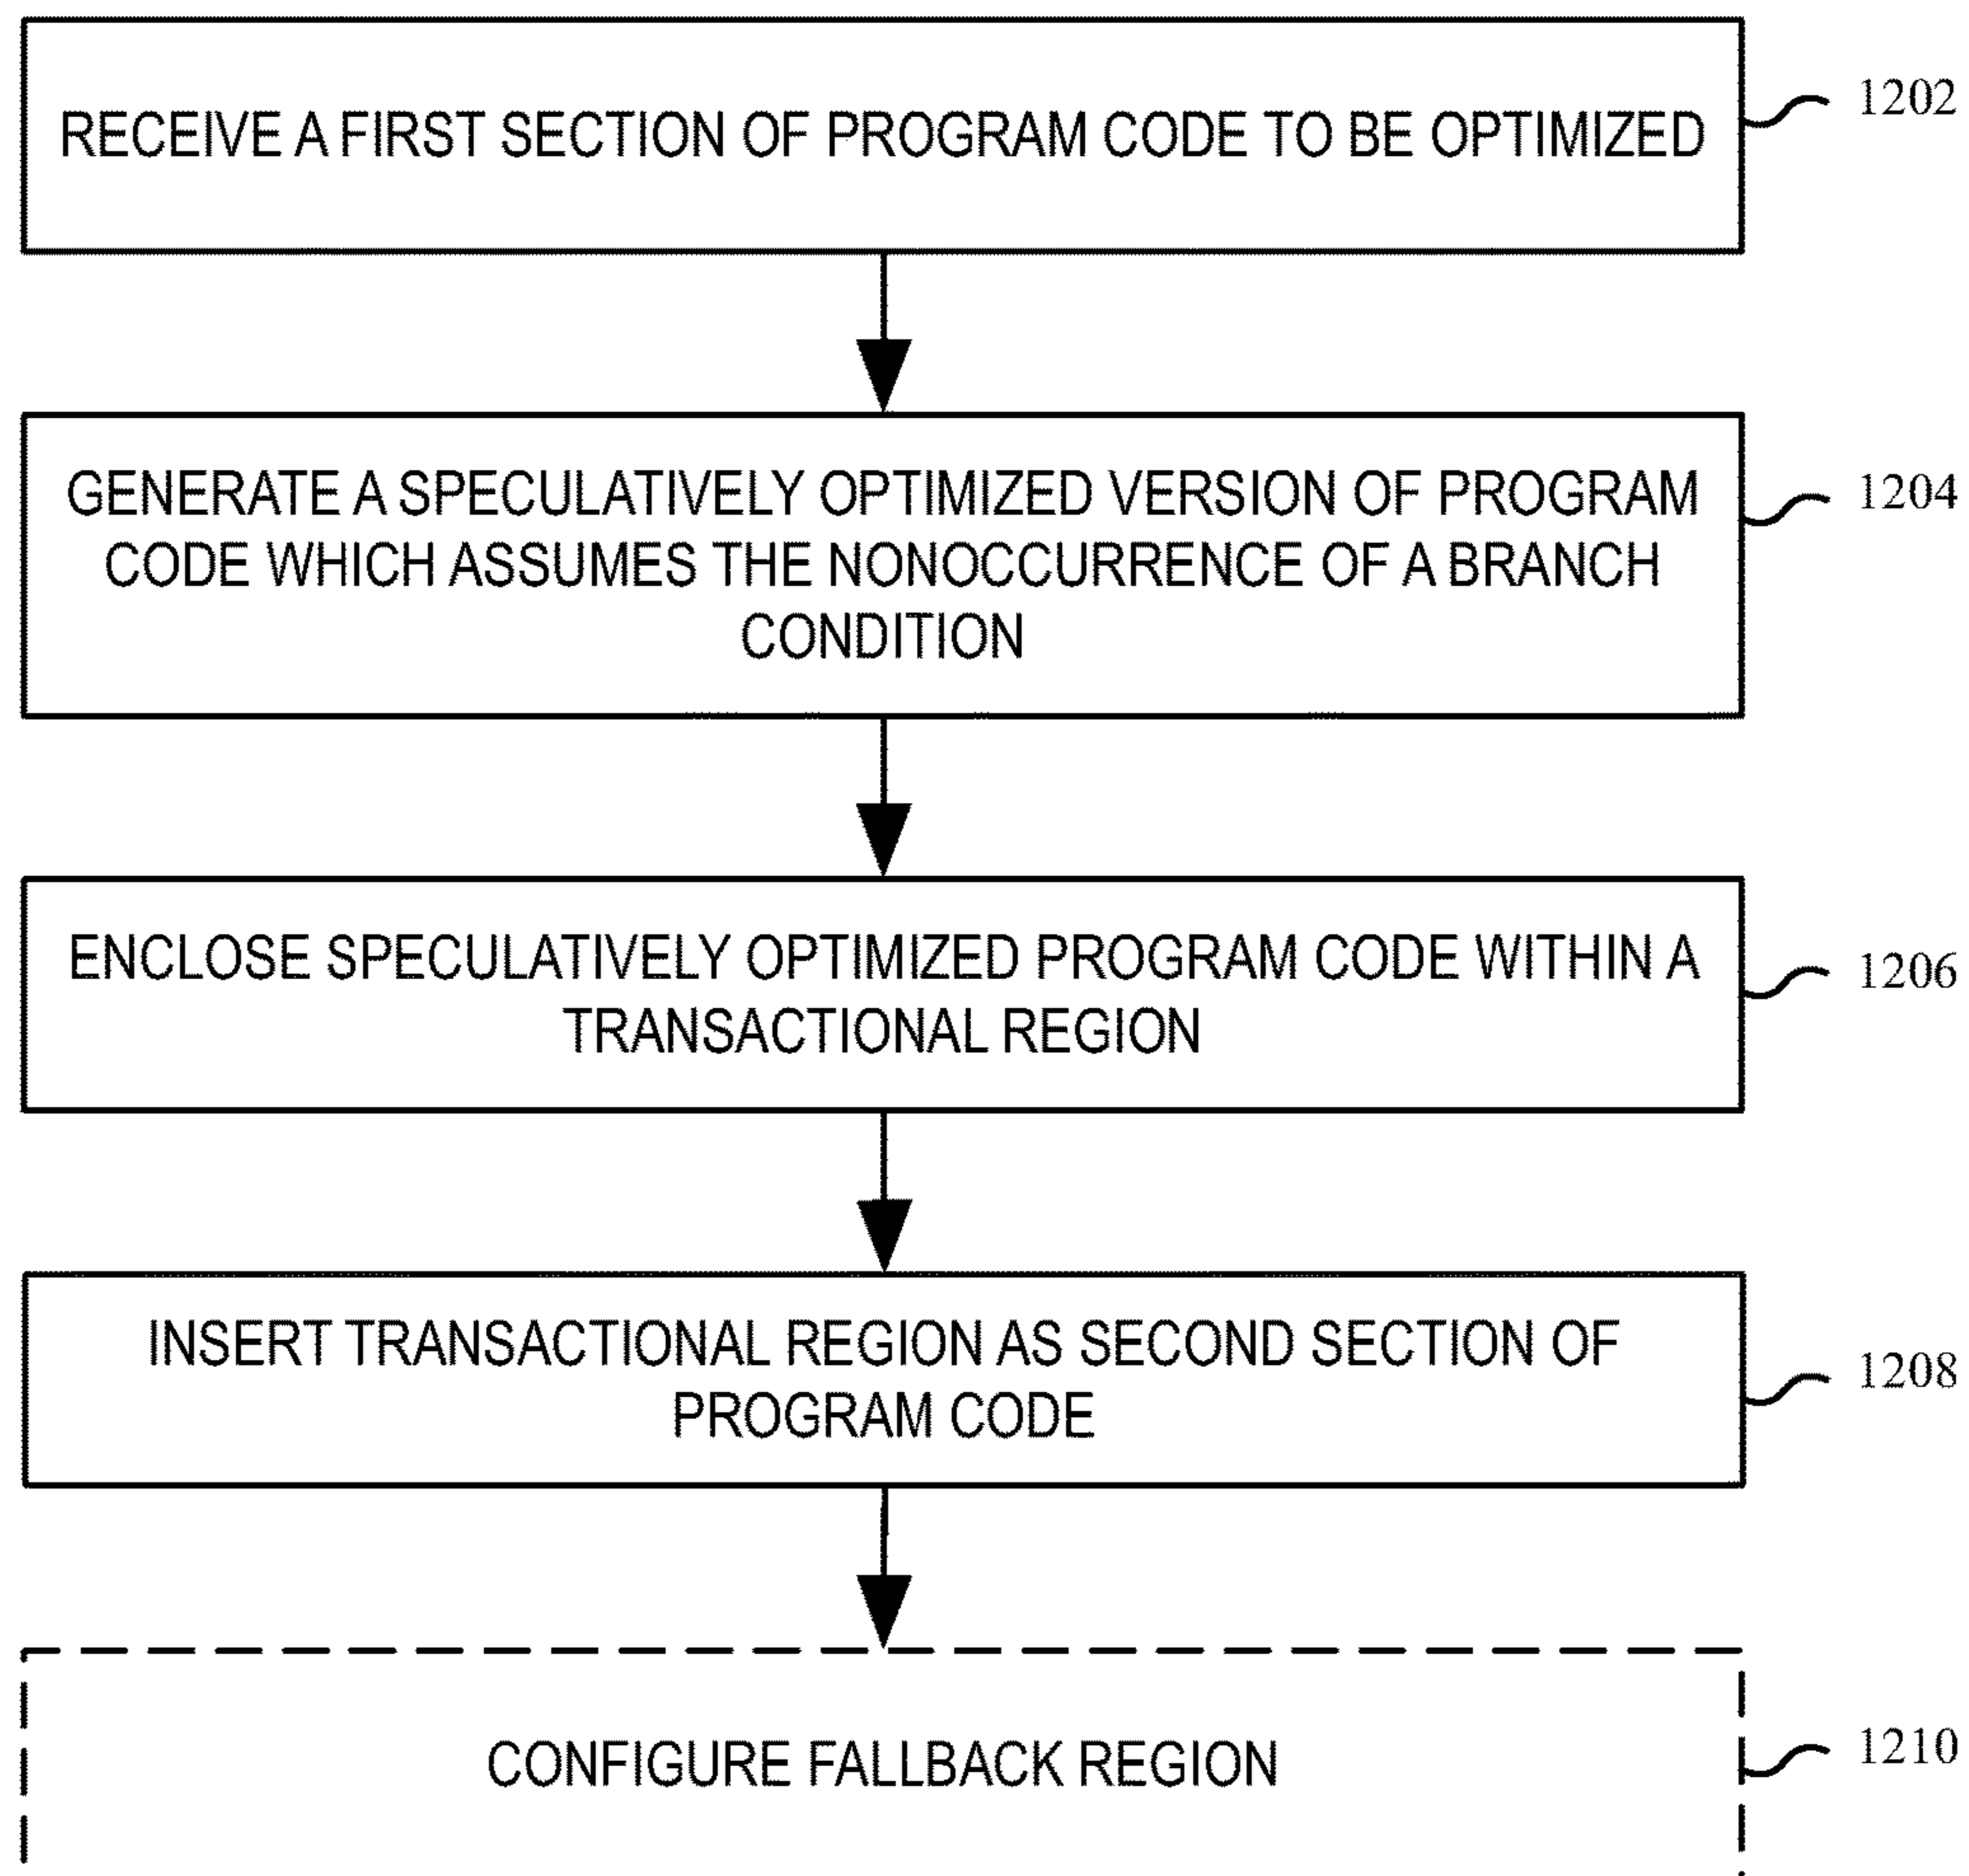 RECEIVE A FIRST SECTION OF PROGRAM CODE TO BE OPTIMIZED
1202
GENERATE A SPECULATIVELY OPTIMIZED VERSION OF PROGRAM
CODE WHICH ASSUMES THE NONOCCURRENCE OF A BRANCH
CONDITION
1204
ENCLOSE SPECULATIVELY OPTIMIZED PROGRAM CODE WITHIN A
TRANSACTIONAL REGION
1206
INSERT TRANSACTIONAL REGION AS SECOND SECTION OF
PROGRAM CODE
1208
CONFIGURE FALLBACK REGION
1210